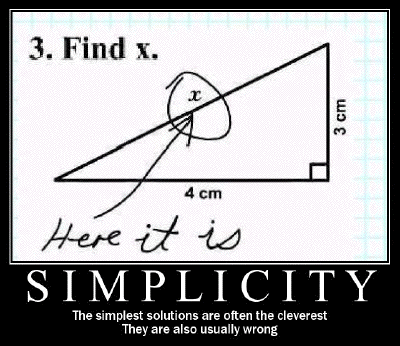 3. Find x.
x
3 cm
4 cm
Here it is
SIMPLICITY
The simplest solutions are often the cleverest
They are also usually wrong